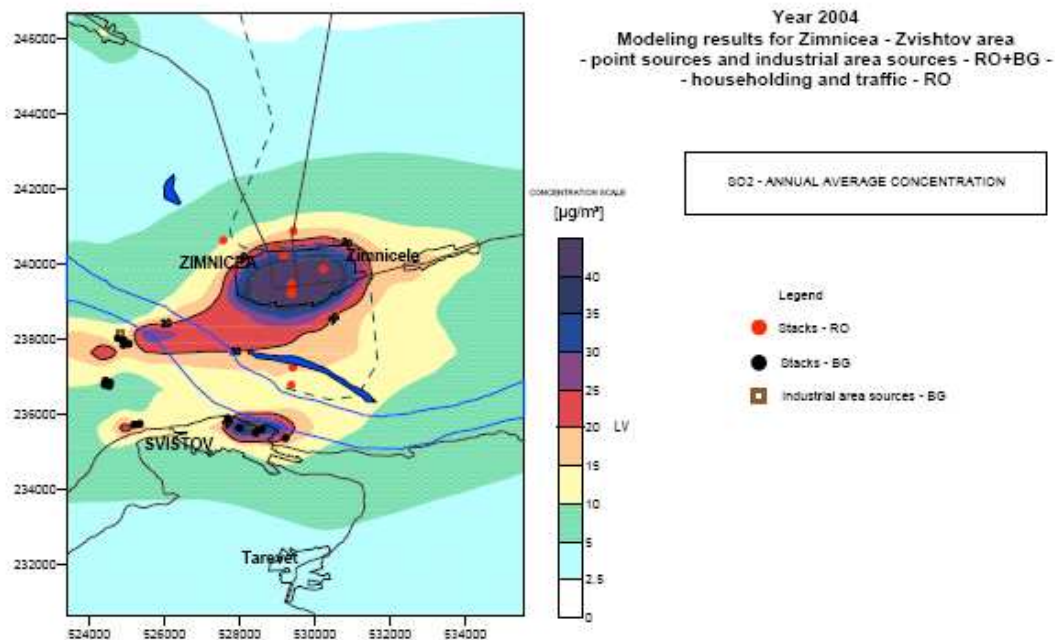 Year 2004
Modeling results for Zimnicea - Zvishtov area
- point sources and industrial area sources - RO+BG -
- householding and traffic - RO
SO2 - ANNUAL AVERAGE CONCENTRATION
CONCENTRATION SCALE
[µg/m³]
40
35
30
25
20 LV
15
10
5
2.5
0
Legend
Stacks - RO
Stacks - BG
Industrial area sources - BG
246000
244000
242000
240000
238000
236000
234000
232000
ZIMNICEA
Zimnicele
SVISTOV
Tarevet
524000 526000 528000 530000 532000 534000